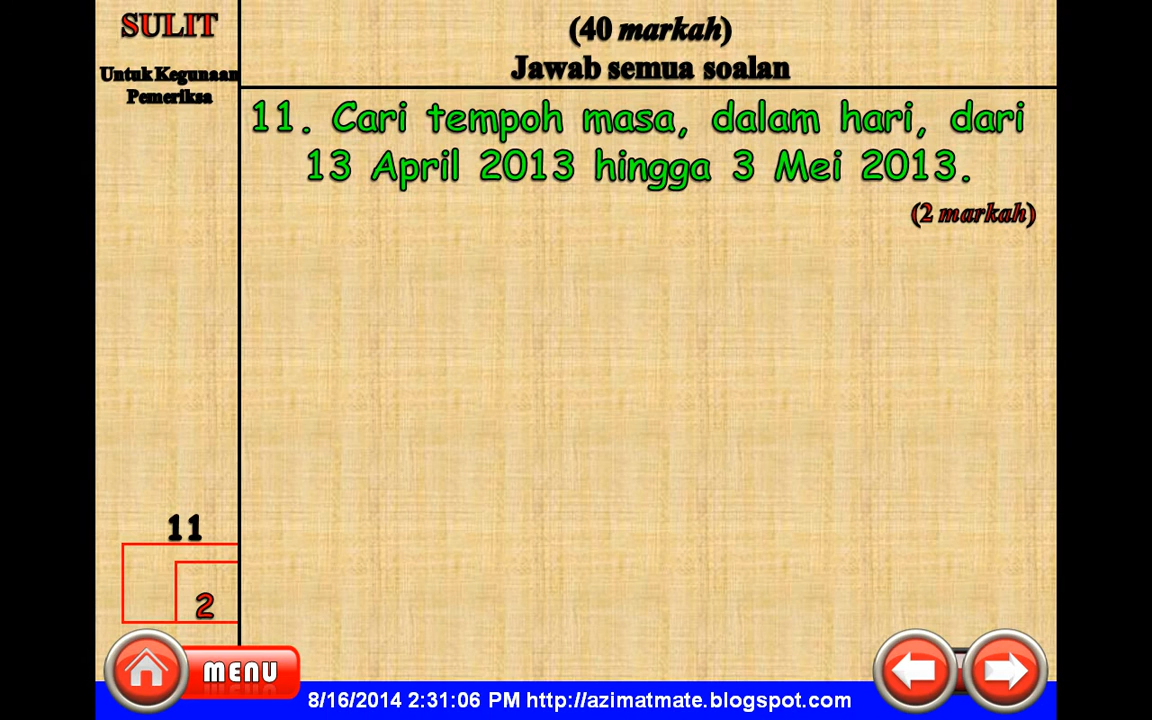 SULIT
Untuk Kegunaan
Pemeriksa
(40 markah)
Jawab semua soalan
11. Cari tempoh masa, dalam hari, dari
13 April 2013 hingga 3 Mei 2013.
(2 markah)
11
2
MENU
8/16/2014 2:31:06 PM http://azimatmate.blogspot.com